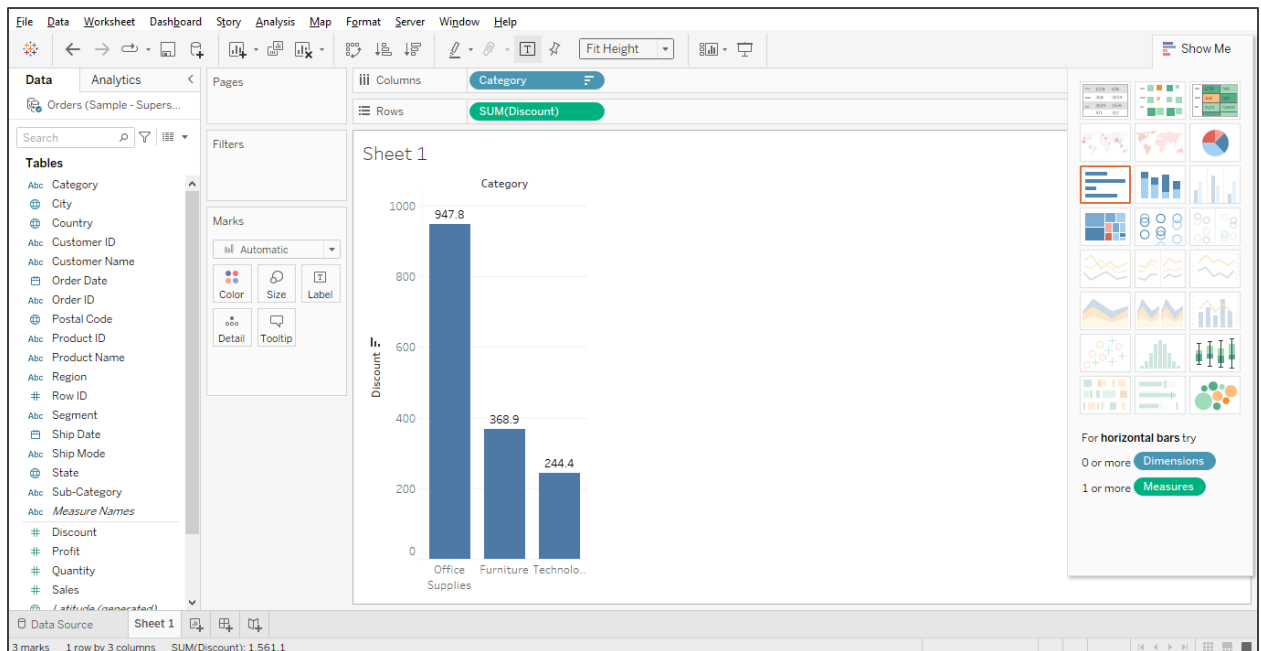 File Data Worksheet Dashboard Story Analysis Map Format Server Window Help
Fit Height
Show Me
Data Analytics
Orders (Sample - Supers...
Search
Tables
Abc Category
City
Country
Abc Customer ID
Abc Customer Name
Order Date
Abc Order ID
Postal Code
Abc Product ID
Abc Product Name
Abc Region
# Row ID
Abc Segment
Ship Date
Abc Ship Mode
State
Abc Sub-Category
Abc Measure Names
# Discount
# Profit
# Quantity
# Sales
Latitude (generated)
Pages
Filters
Marks
Automatic
Color Size Label
Detail Tooltip
Columns Category
Rows SUM(Discount)
Sheet 1
Category
Discount
1000
800
600
400
200
0
947.8
368.9
244.4
Office Supplies
Furniture
Technolo..
For horizontal bars try
0 or more Dimensions
1 or more Measures
Data Source Sheet 1
3 marks 1 row by 3 columns SUM(Discount): 1,561.1